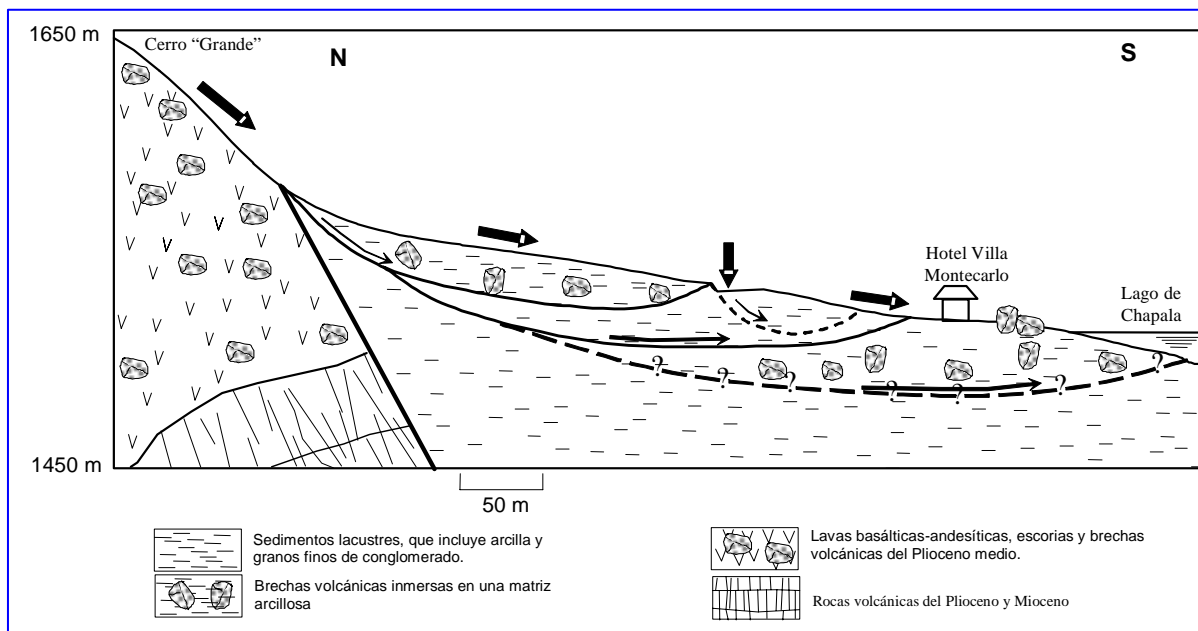 1650 m
Cerro “Grande”
N
S
Hotel Villa
Montecarlo
Lago de
Chapala
? ? ? ? ? ? ? ?
1450 m
50 m
Sedimentos lacustres, que incluye arcilla y
granos finos de conglomerado.
Brechas volcánicas inmersas en una matriz
arcillosa
Lavas basálticas-andesíticas, escorias y brechas
volcánicas del Plioceno medio.
Rocas volcánicas del Plioceno y Mioceno